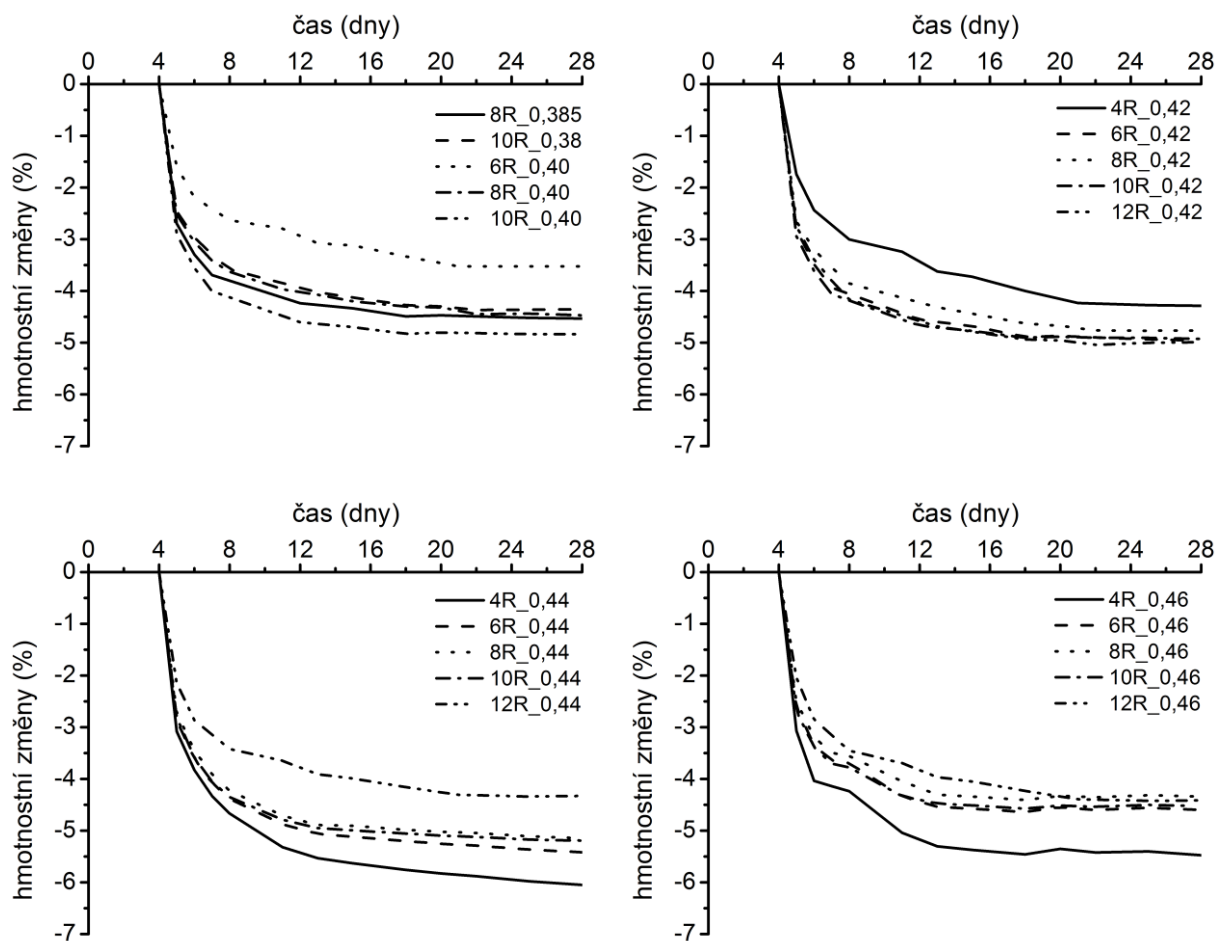 čas (dny)
0 4 8 12 16 20 24 28
0
-1
-2
-3
-4
-5
-6
-7
hmotnostní změny (%)
8R_0,385
10R_0,38
6R_0,40
8R_0,40
10R_0,40
čas (dny)
0 4 8 12 16 20 24 28
0
-1
-2
-3
-4
-5
-6
-7
hmotnostní změny (%)
4R_0,42
6R_0,42
8R_0,42
10R_0,42
12R_0,42
čas (dny)
0 4 8 12 16 20 24 28
0
-1
-2
-3
-4
-5
-6
-7
hmotnostní změny (%)
4R_0,44
6R_0,44
8R_0,44
10R_0,44
12R_0,44
čas (dny)
0 4 8 12 16 20 24 28
0
-1
-2
-3
-4
-5
-6
-7
hmotnostní změny (%)
4R_0,46
6R_0,46
8R_0,46
10R_0,46
12R_0,46